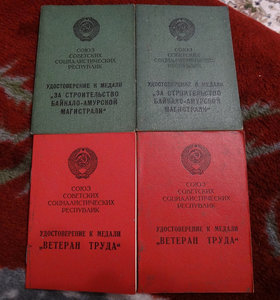 СОЮЗ
СОВЕТСКИХ
СОЦИАЛИСТИЧЕСКИХ
РЕСПУБЛИК
УДОСТОВЕРЕНИЕ К МЕДАЛИ
„ЗА СТРОИТЕЛЬСТВО
БАЙКАЛО-АМУРСКОЙ
МАГИСТРАЛИ“
СОЮЗ
СОВЕТСКИХ
СОЦИАЛИСТИЧЕСКИХ
РЕСПУБЛИК
УДОСТОВЕРЕНИЕ К МЕДАЛИ
„ЗА СТРОИТЕЛЬСТВО
БАЙКАЛО-АМУРСКОЙ
МАГИСТРАЛИ“
СОЮЗ
СОВЕТСКИХ
СОЦИАЛИСТИЧЕСКИХ
РЕСПУБЛИК
УДОСТОВЕРЕНИЕ К МЕДАЛИ
„ВЕТЕРАН ТРУДА“
СОЮЗ
СОВЕТСКИХ
СОЦИАЛИСТИЧЕСКИХ
РЕСПУБЛИК
УДОСТОВЕРЕНИЕ К МЕДАЛИ
„ВЕТЕРАН ТРУДА“